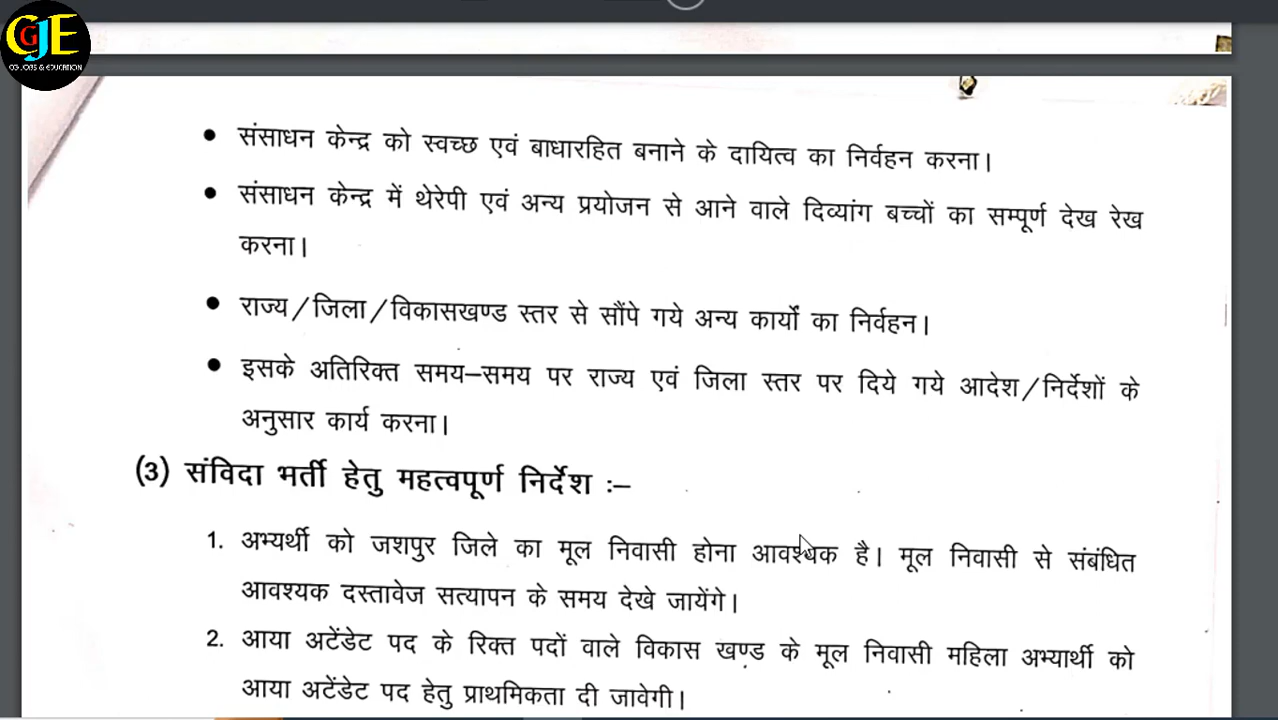 GJE
CG JOBS & EDUCATION
• संसाधन केन्द्र को स्वच्छ एवं बाधारहित बनाने के दायित्व का निर्वहन करना।
• संसाधन केन्द्र में थेरेपी एवं अन्य प्रयोजन से आने वाले दिव्यांग बच्चों का सम्पूर्ण देख रेख
करना।
• राज्य/जिला/विकासखण्ड स्तर से सौंपे गये अन्य कार्यों का निर्वहन।
• इसके अतिरिक्त समय–समय पर राज्य एवं जिला स्तर पर दिये गये आदेश/निर्देशों के
अनुसार कार्य करना।
(3) संविदा भर्ती हेतु महत्वपूर्ण निर्देश :–
1. अभ्यर्थी को जशपुर जिले का मूल निवासी होना आवश्यक है। मूल निवासी से संबंधित
आवश्यक दस्तावेज सत्यापन के समय देखे जायेंगे।
2. आया अटेंडेट पद के रिक्त पदों वाले विकास खण्ड के मूल निवासी महिला अभ्यार्थी को
आया अटेंडेट पद हेतु प्राथमिकता दी जावेगी।